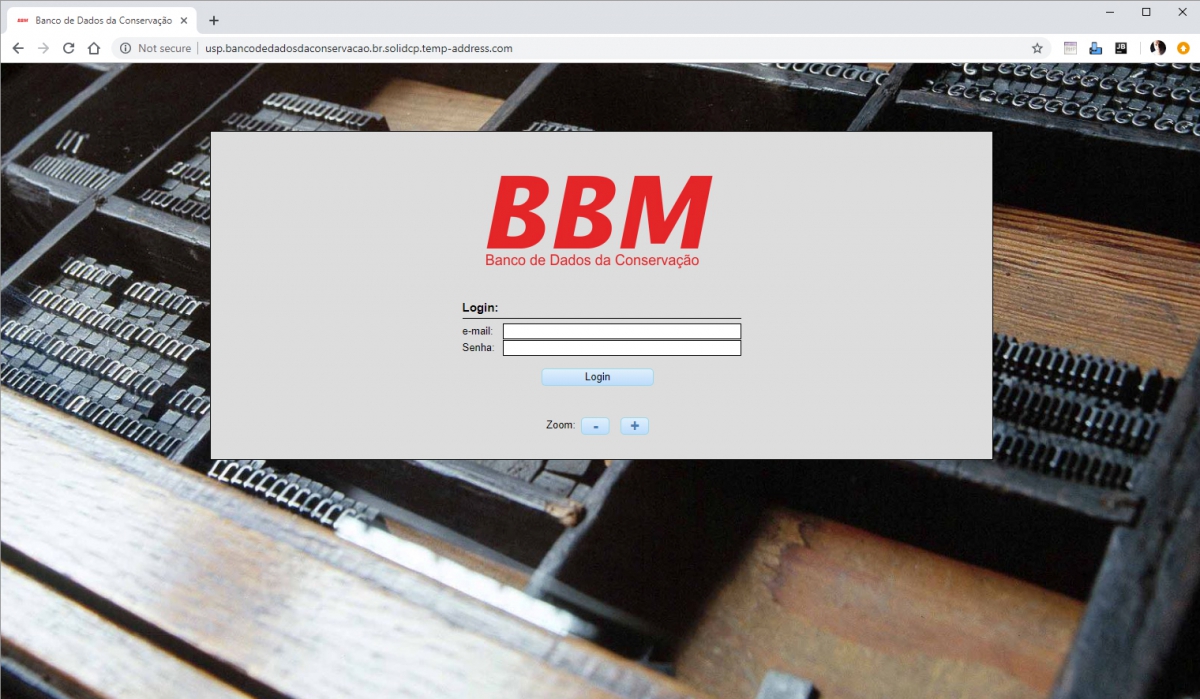 Banco de Dados da Conservação
Not secure | usp.bancodedadosdaconservacao.br.solidcp.temp-address.com
BBM
Banco de Dados da Conservação
Login:
e-mail:
Senha:
Login
Zoom: - +